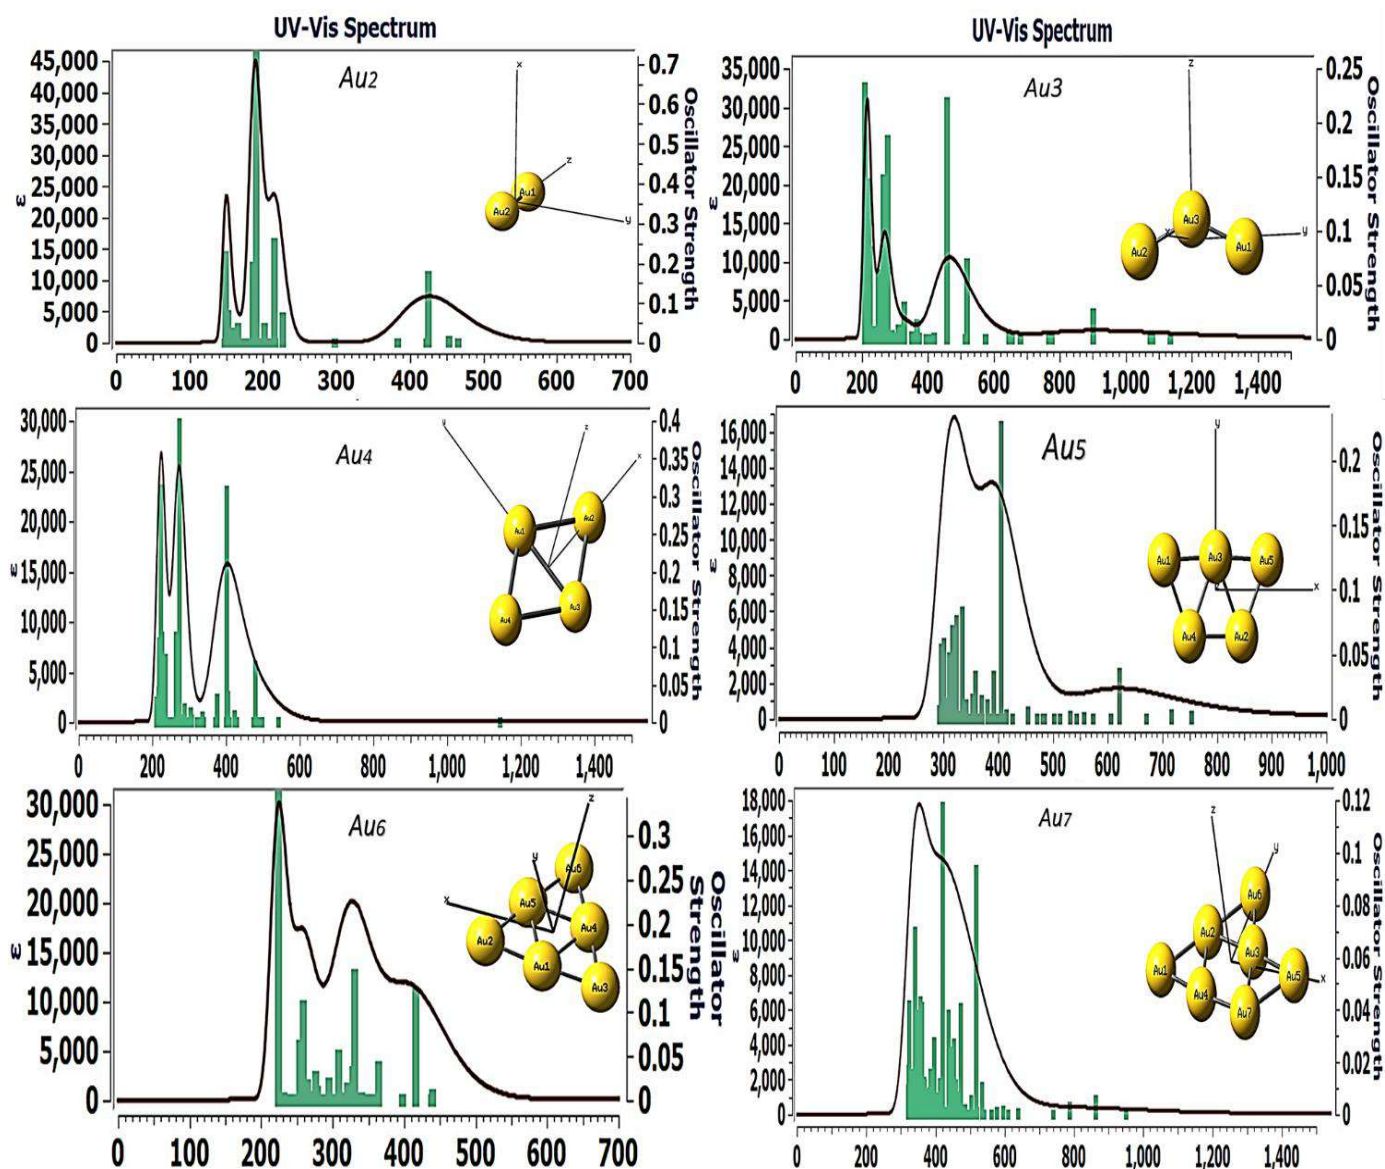 UV-Vis Spectrum
45,000
40,000
35,000
30,000
25,000
20,000
15,000
10,000
5,000
0
ε
Au2
x
z
y
Au1
Au2
0.7
0.6
0.5
0.4
0.3
0.2
0.1
0
Oscillator Strength
0 100 200 300 400 500 600 700
UV-Vis Spectrum
35,000
30,000
25,000
20,000
15,000
10,000
5,000
0
ε
Au3
z
x
y
Au3
Au2
Au1
0.25
0.2
0.15
0.1
0.05
0
Oscillator Strength
0 200 400 600 800 1,000 1,200 1,400
30,000
25,000
20,000
15,000
10,000
5,000
0
ε
Au4
y
z
x
Au1
Au2
Au4
Au3
0.4
0.35
0.3
0.25
0.2
0.15
0.1
0.05
0
Oscillator Strength
0 200 400 600 800 1,000 1,200 1,400
16,000
14,000
12,000
10,000
8,000
6,000
4,000
2,000
0
ε
Au5
y
x
Au1
Au3
Au5
Au4
Au2
0.2
0.15
0.1
0.05
0
Oscillator Strength
0 100 200 300 400 500 600 700 800 900 1,000
30,000
25,000
20,000
15,000
10,000
5,000
0
ε
Au6
z
y
x
Au6
Au5
Au4
Au2
Au1
Au3
0.3
0.25
0.2
0.15
0.1
0.05
0
Oscillator
Strength
0 100 200 300 400 500 600 700
18,000
16,000
14,000
12,000
10,000
8,000
6,000
4,000
2,000
0
ε
Au7
z
y
x
Au6
Au2
Au3
Au1
Au5
Au4
Au7
0.12
0.1
0.08
0.06
0.04
0.02
0
Oscillator Strength
0 200 400 600 800 1,000 1,200 1,400